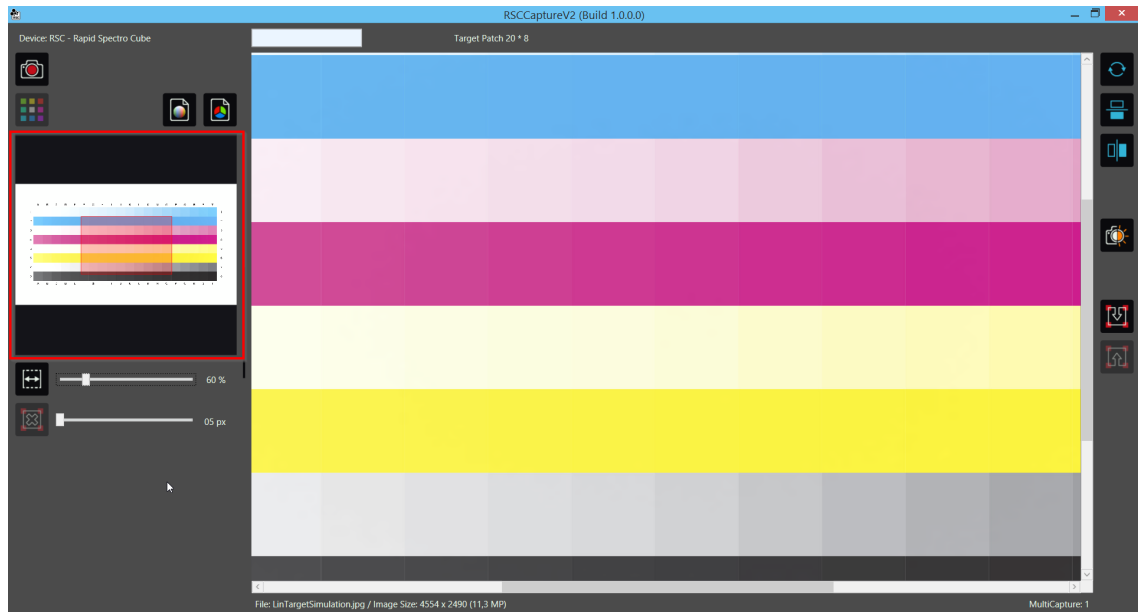 RSCCaptureV2 (Build 1.0.0.0)
Device: RSC - Rapid Spectro Cube
Target Patch 20 * 8
60 %
05 px
File: LinTargetSimulation.jpg / Image Size: 4554 x 2490 (11,3 MP)
MultiCapture: 1